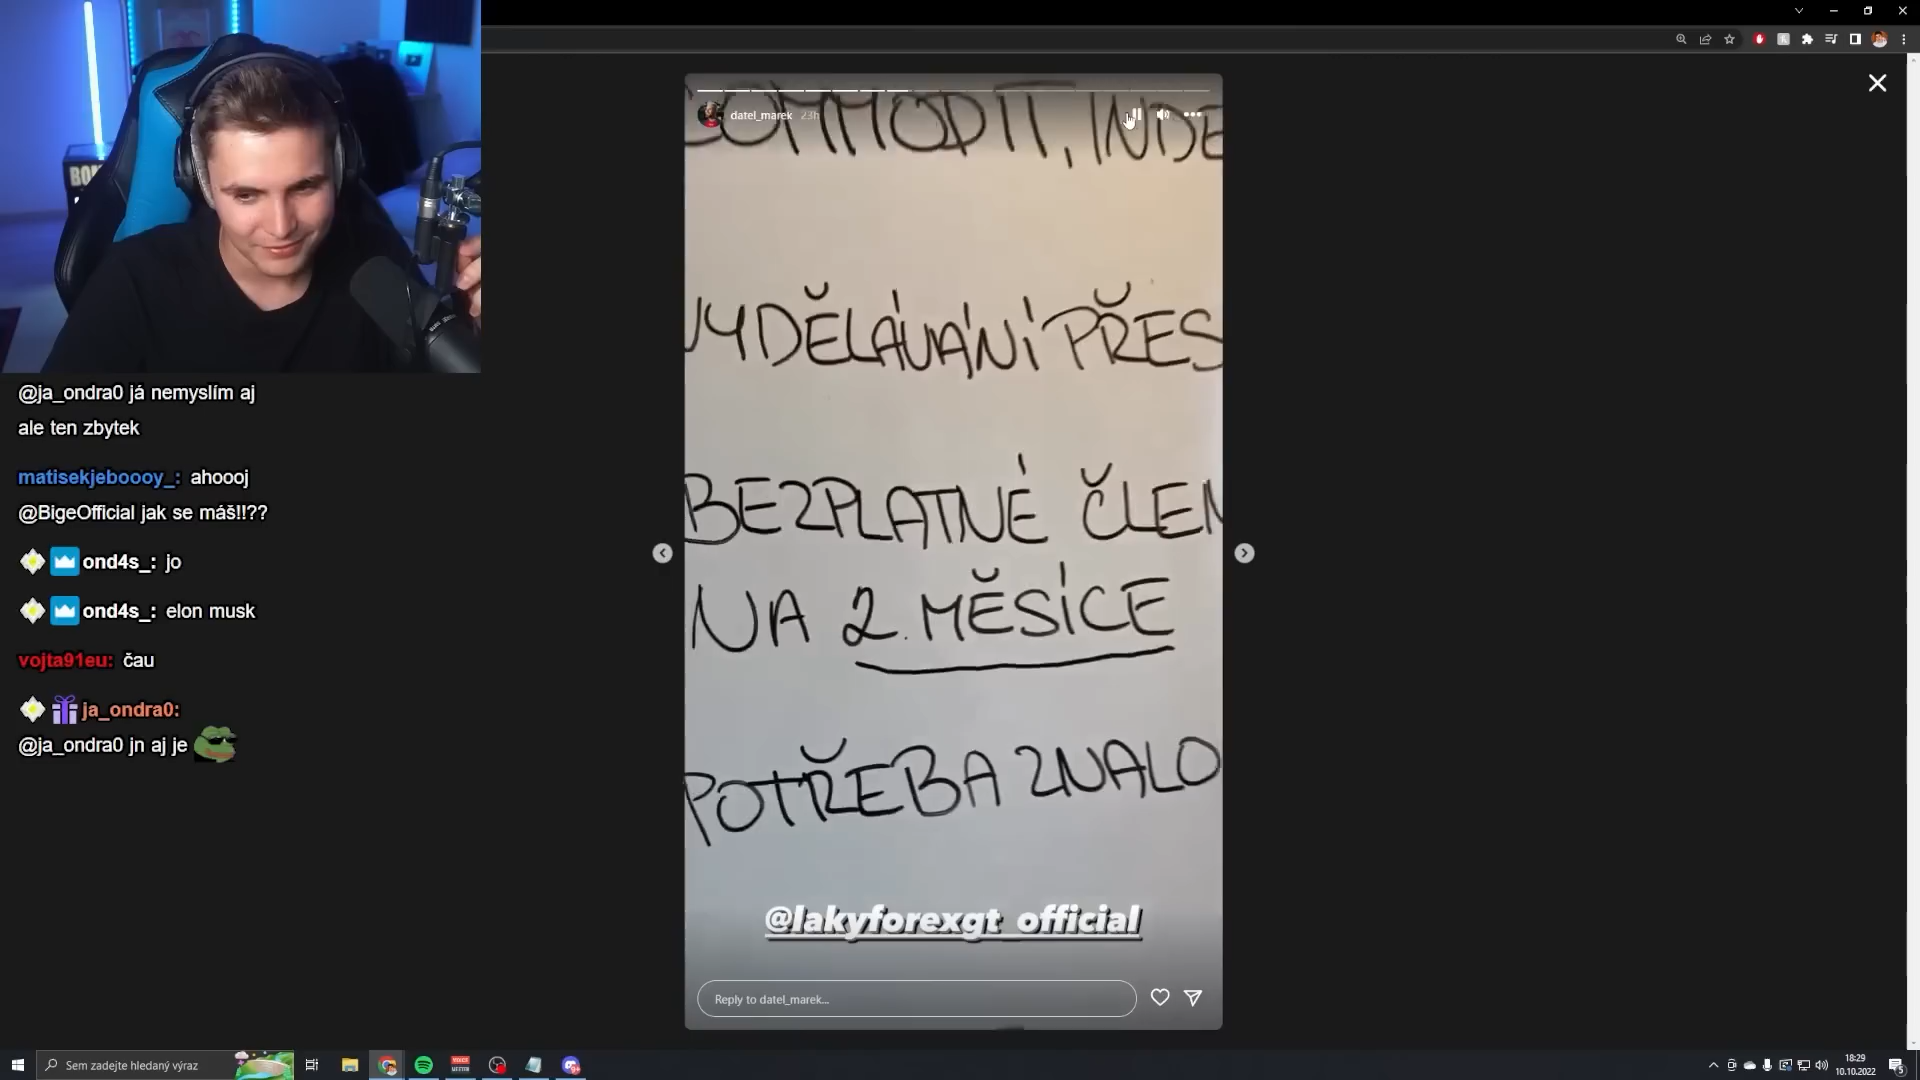 @ja_ondra0 já nemyslím aj
ale ten zbytek
matisekjeboooy_: ahoooj
@BigeOfficial jak se máš!!??
ond4s_: jo
ond4s_: elon musk
vojta91eu: čau
ja_ondra0:
@ja_ondra0 jn aj je
datel_marek 23h
COMMODIT, INDE
VYDĚLÁVÁNÍ PŘES
BEZPLATNÉ ČLEN
NA 2. MĚSÍCE
POTŘEBA ZNALO
@lakyforexgt_official
Reply to datel_marek...
Sem zadejte hledaný výraz
18:29
10.10.2022